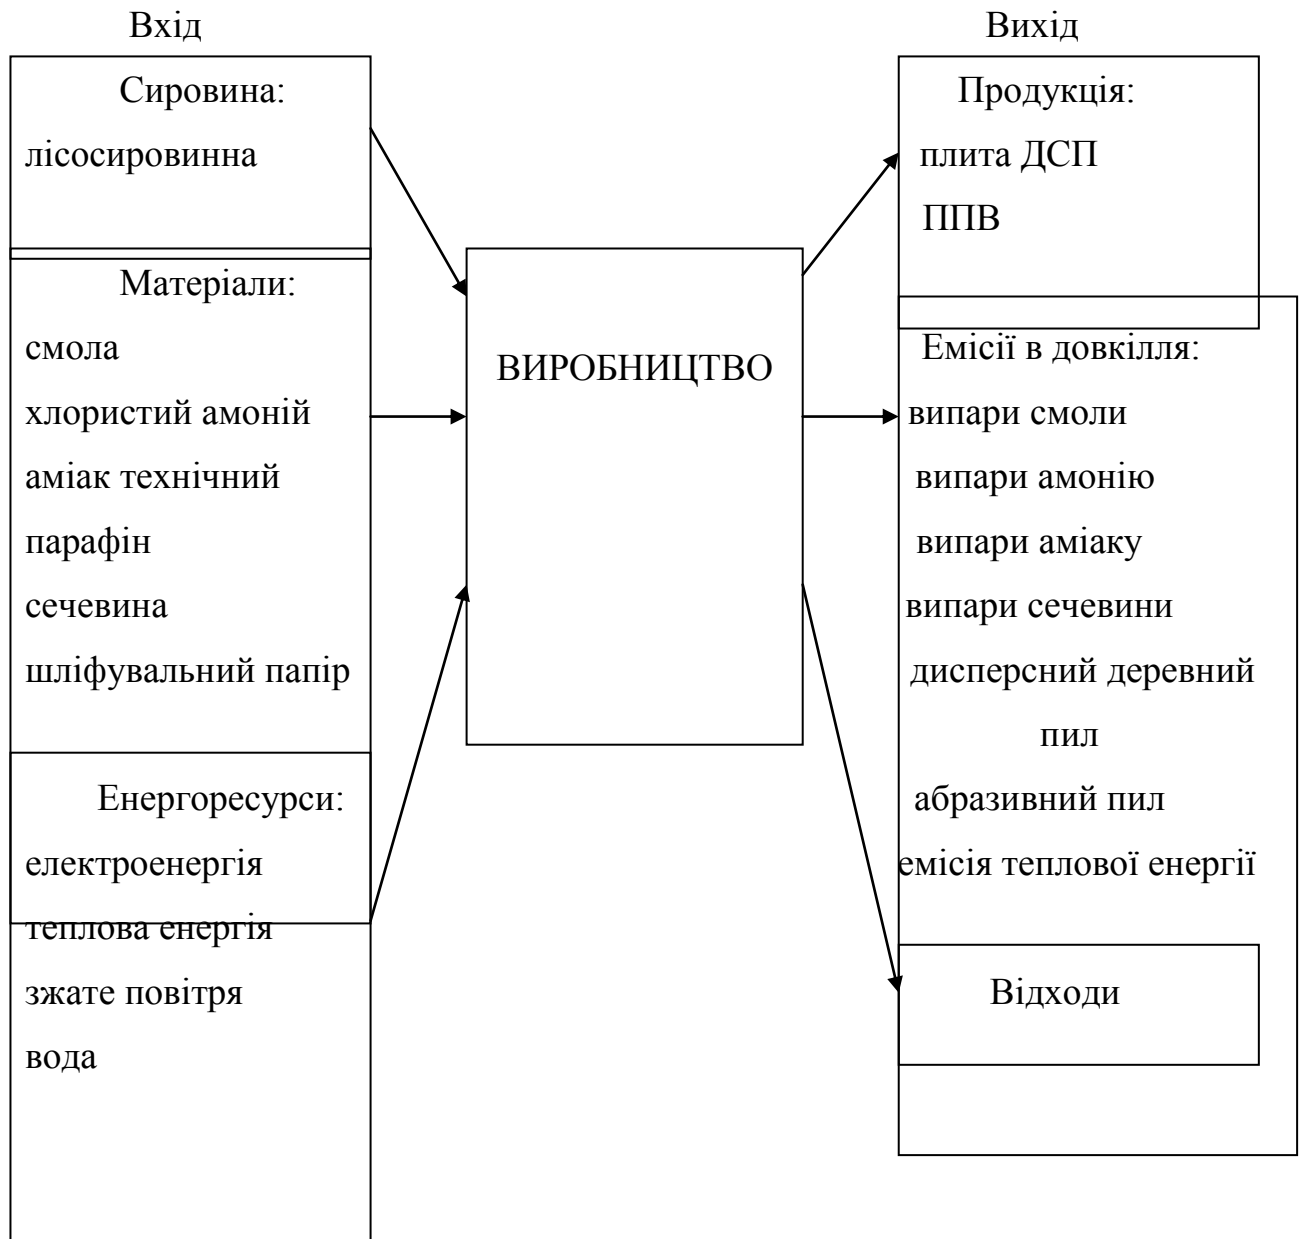 Вхід
Сировина:
лісосировинна
Матеріали:
смола
хлористий амоній
аміак технічний
парафін
сечевина
шліфувальний папір
Енергоресурси:
електроенергія
теплова енергія
зжате повітря
вода
ВИРОБНИЦТВО
Вихід
Продукція:
плита ДСП
ППВ
Емісії в довкілля:
випари смоли
випари амонію
випари аміаку
випари сечевини
дисперсний деревний
пил
абразивний пил
емісія теплової енергії
Відходи